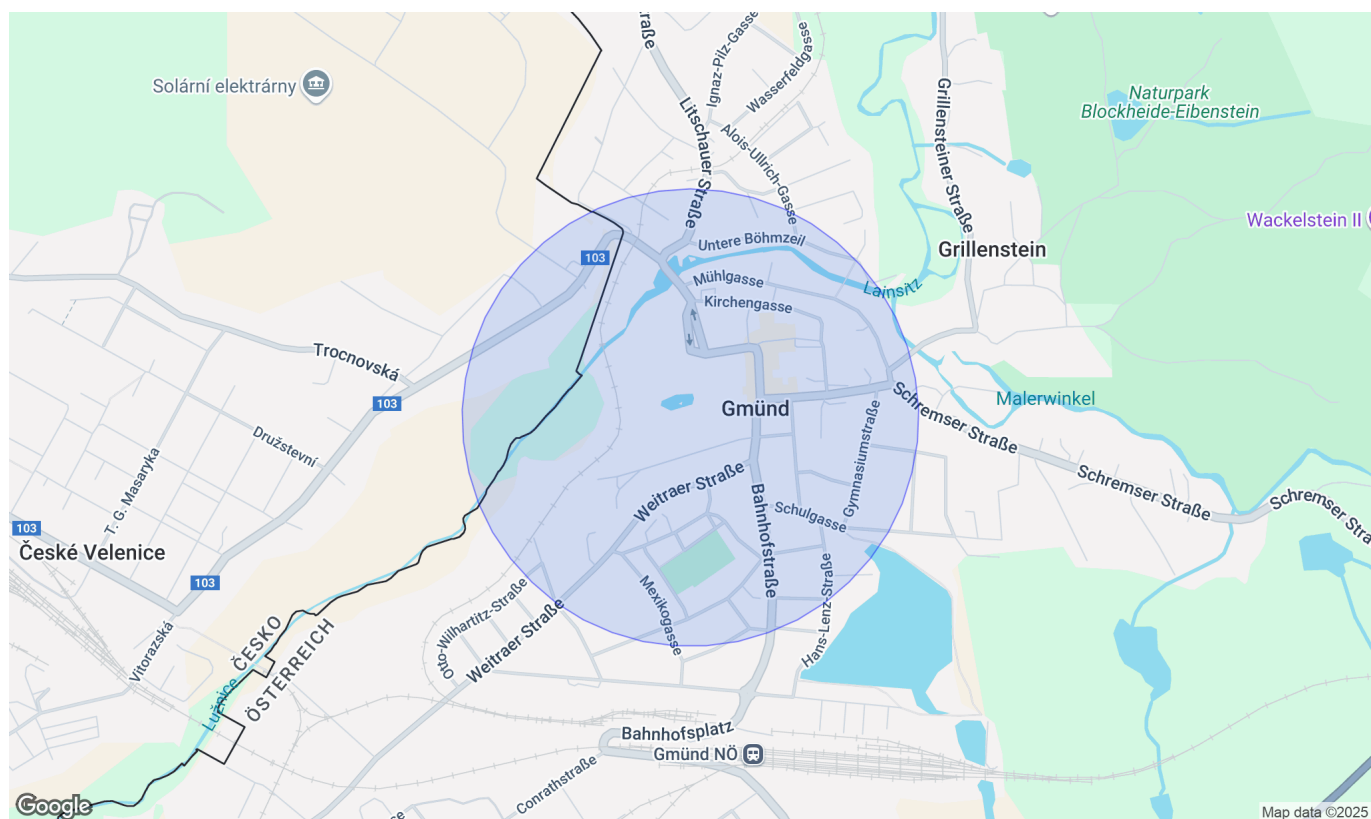 Straße
Ignaz-Pilz-Gasse
Wasserfeldgasse
Solární elektrárny
Litschauer Straße
Alois-Ullrich-Gasse
Grillensteiner Straße
Naturpark
Blockheide-Eibenstein
Wackelstein II
Untere Böhmzeil
Grillenstein
103
Mühlgasse
Lainsitz
Kirchengasse
Trocnovská
103
Gmünd
Malerwinkel
Schremser Straße
Družstevní
T. G. Masaryka
Gymnasiumstraße
Weitraer Straße
Schremser Straße
Schremser Stra
Bahnhofstraße
Schulgasse
103
České Velenice
103
Mexikogasse
Otto-Wilhartitz-Straße
Weitraer Straße
Hans-Lenz-Straße
Vitorazská
ČESKO
ÖSTERREICH
Lužnice
Bahnhofsplatz
Gmünd NÖ
Conrathstraße
Google
Map data ©2025